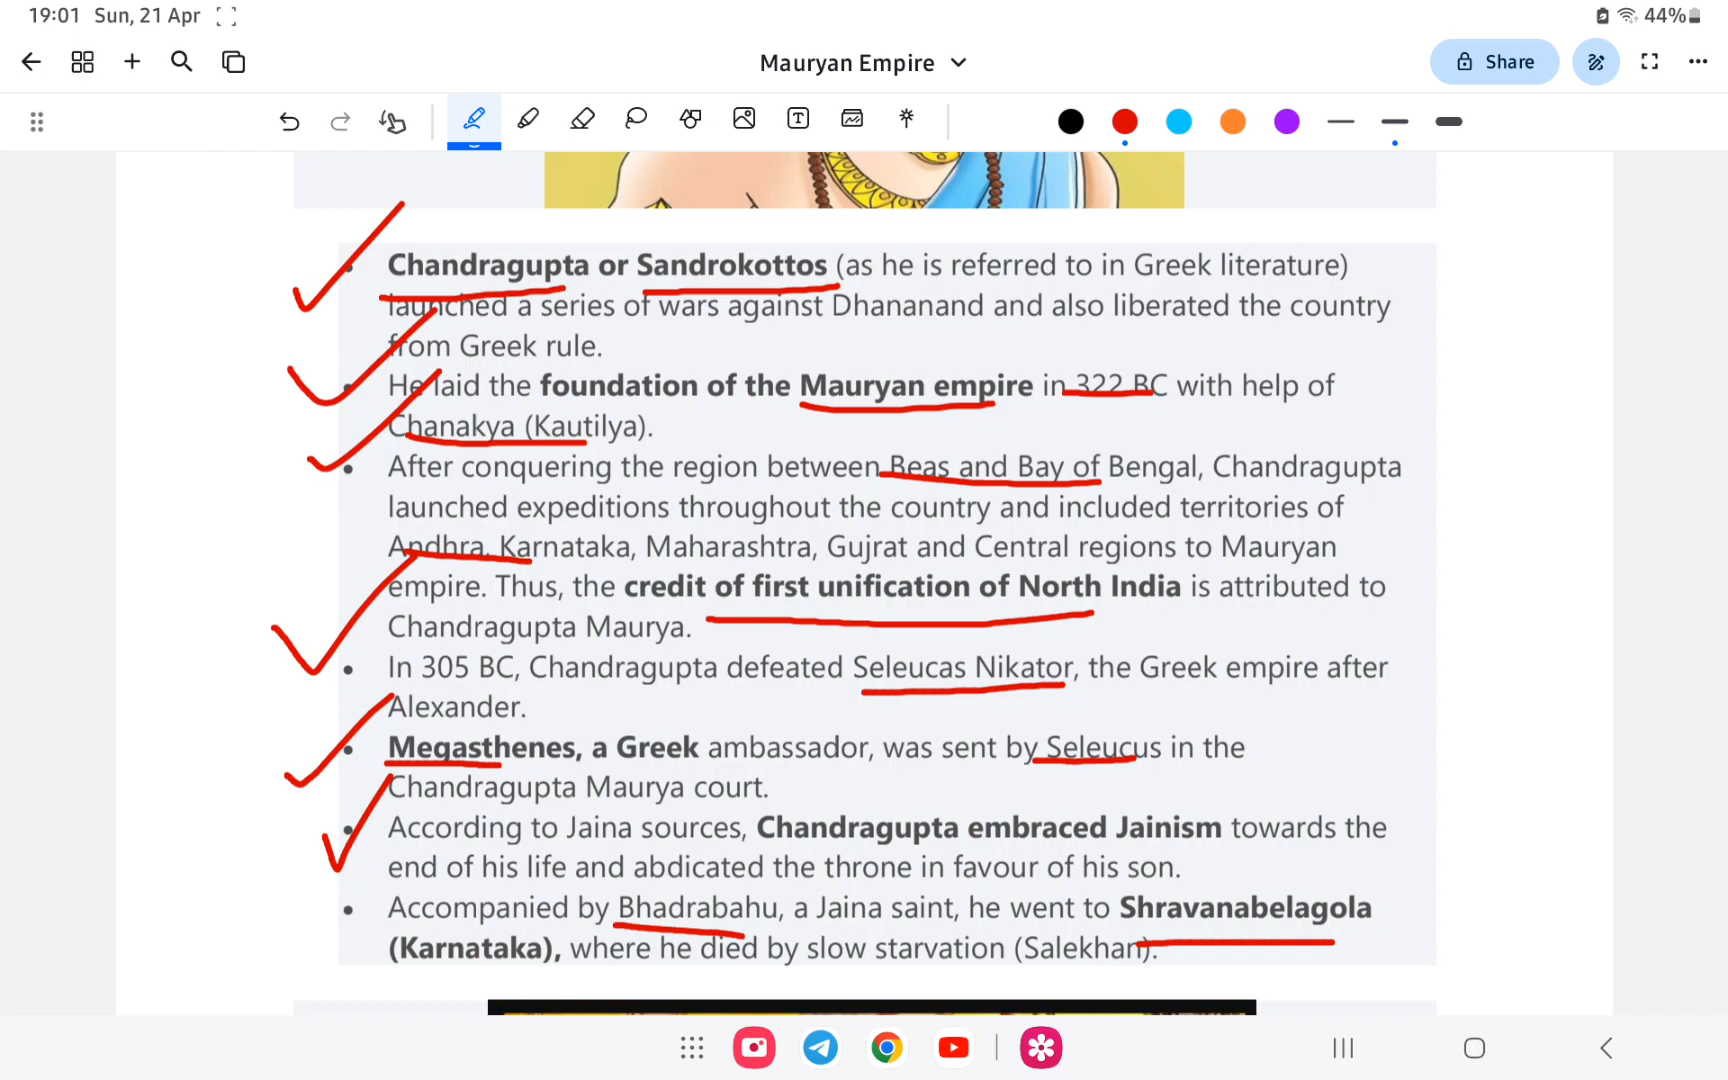 19:01 Sun, 21 Apr
44%
Mauryan Empire
Share
Chandragupta or Sandrokottos (as he is referred to in Greek literature)
launched a series of wars against Dhananand and also liberated the country
from Greek rule.
He laid the foundation of the Mauryan empire in 322 BC with help of
Chanakya (Kautilya).
After conquering the region between Beas and Bay of Bengal, Chandragupta
launched expeditions throughout the country and included territories of
Andhra, Karnataka, Maharashtra, Gujrat and Central regions to Mauryan
empire. Thus, the credit of first unification of North India is attributed to
Chandragupta Maurya.
In 305 BC, Chandragupta defeated Seleucas Nikator, the Greek empire after
Alexander.
Megasthenes, a Greek ambassador, was sent by Seleucus in the
Chandragupta Maurya court.
According to Jaina sources, Chandragupta embraced Jainism towards the
end of his life and abdicated the throne in favour of his son.
Accompanied by Bhadrabahu, a Jaina saint, he went to Shravanabelagola
(Karnataka), where he died by slow starvation (Salekhan).